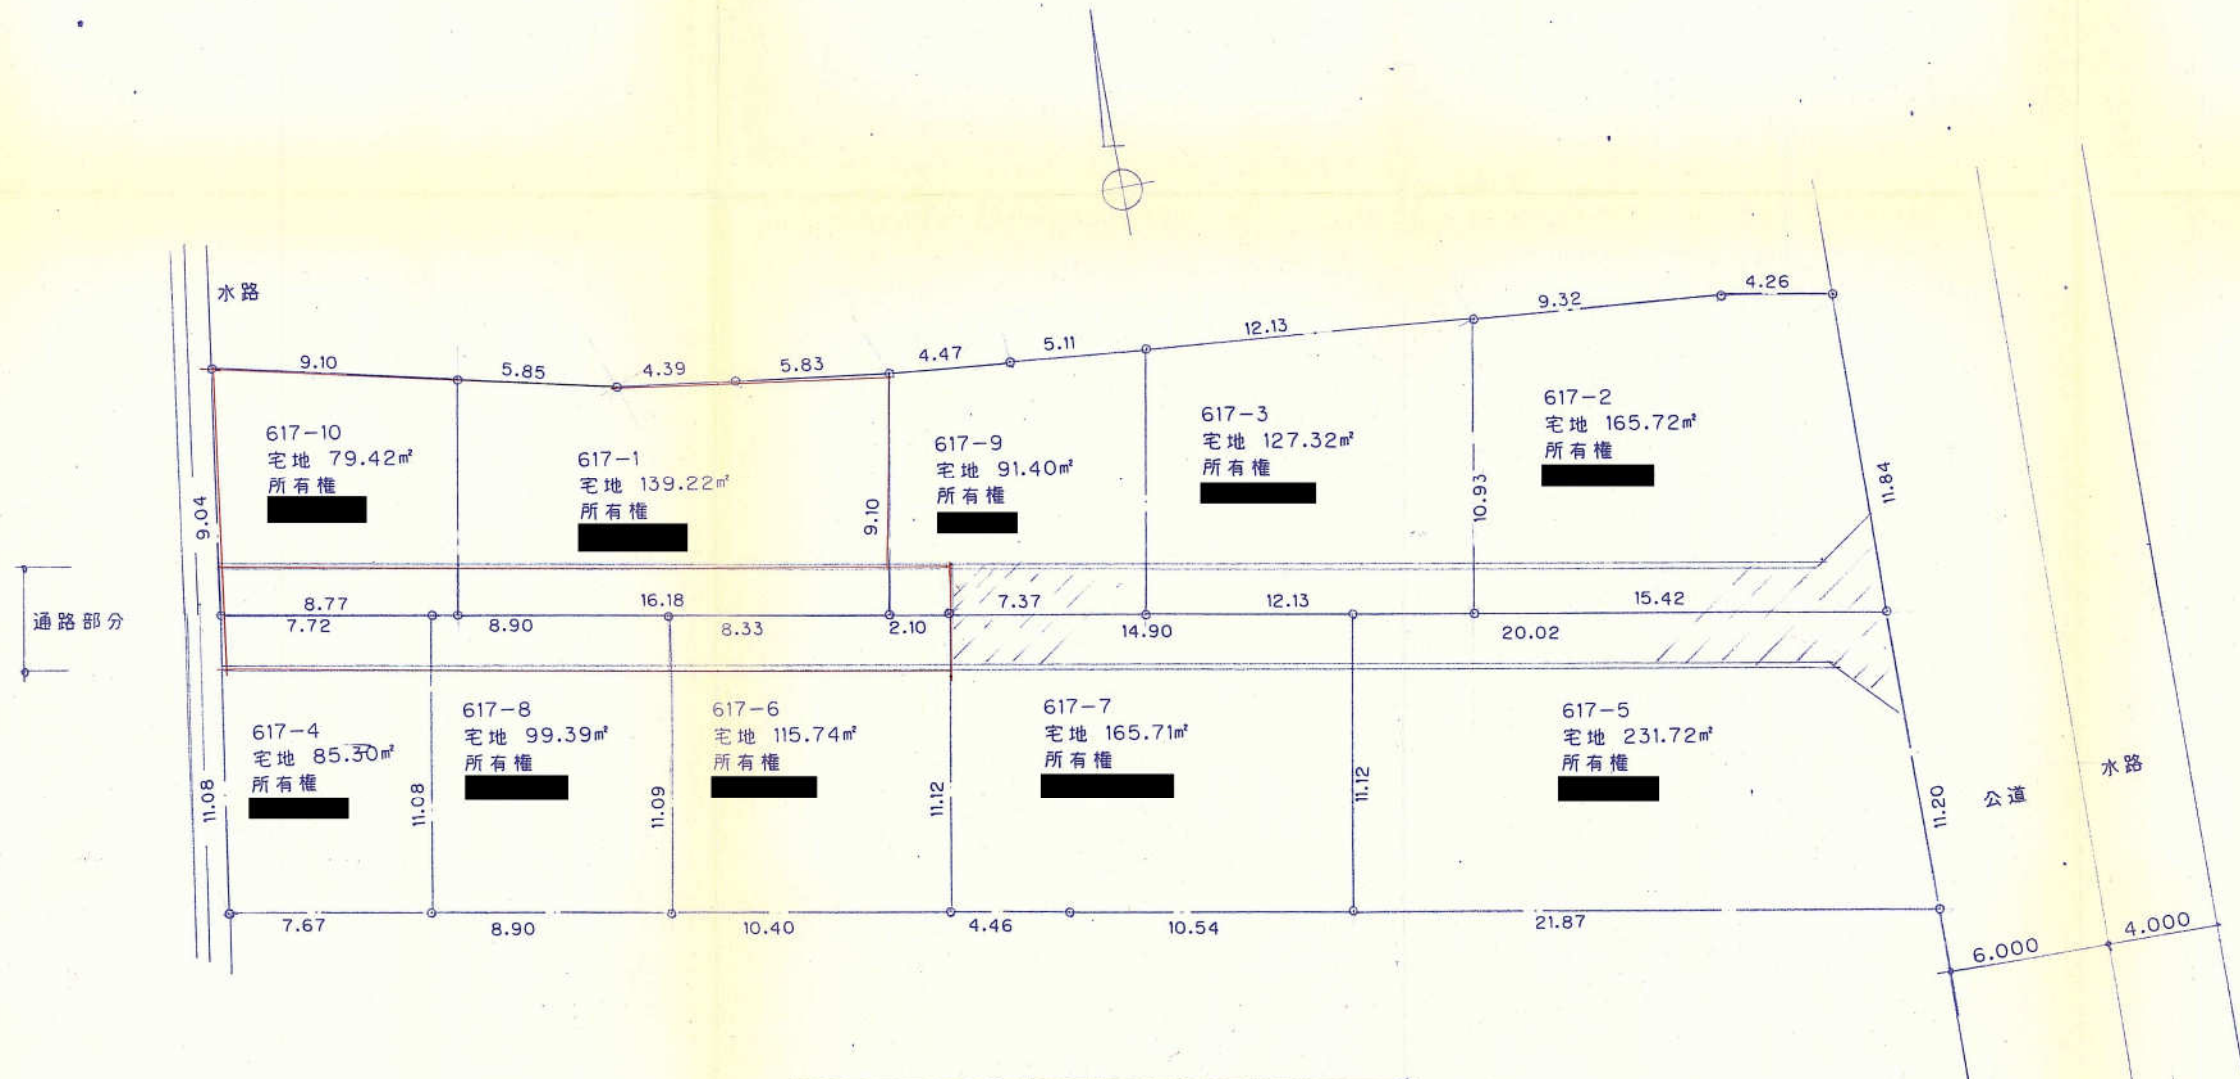 水路
9.10
5.85
4.39
5.83
4.47
5.11
12.13
9.32
4.26
617-10
宅地 79.42㎡
所有権
617-1
宅地 139.22㎡
所有権
617-9
宅地 91.40㎡
所有権
617-3
宅地 127.32㎡
所有権
617-2
宅地 165.72㎡
所有権
9.04
9.10
10.93
11.84
通路部分
8.77
16.18
7.37
12.13
15.42
7.72
8.90
8.33
2.10
14.90
20.02
617-4
宅地 85.30㎡
所有権
617-8
宅地 99.39㎡
所有権
617-6
宅地 115.74㎡
所有権
617-7
宅地 165.71㎡
所有権
617-5
宅地 231.72㎡
所有権
11.08
11.08
11.09
11.12
11.12
11.20
公道
水路
7.67
8.90
10.40
4.46
10.54
21.87
6.000
4.000